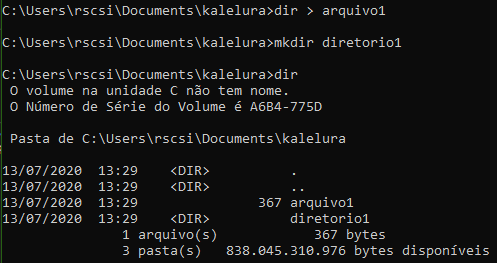 C:\Users\rscsi\Documents\kalelura>dir > arquivo1
C:\Users\rscsi\Documents\kalelura>mkdir diretorio1
C:\Users\rscsi\Documents\kalelura>dir
O volume na unidade C não tem nome.
O Número de Série do Volume é A6B4-775D
Pasta de C:\Users\rscsi\Documents\kalelura
13/07/2020  13:29    <DIR>          .
13/07/2020  13:29    <DIR>          ..
13/07/2020  13:29               367 arquivo1
13/07/2020  13:29    <DIR>          diretorio1
1 arquivo(s)            367 bytes
3 pasta(s)   838.045.310.976 bytes disponíveis